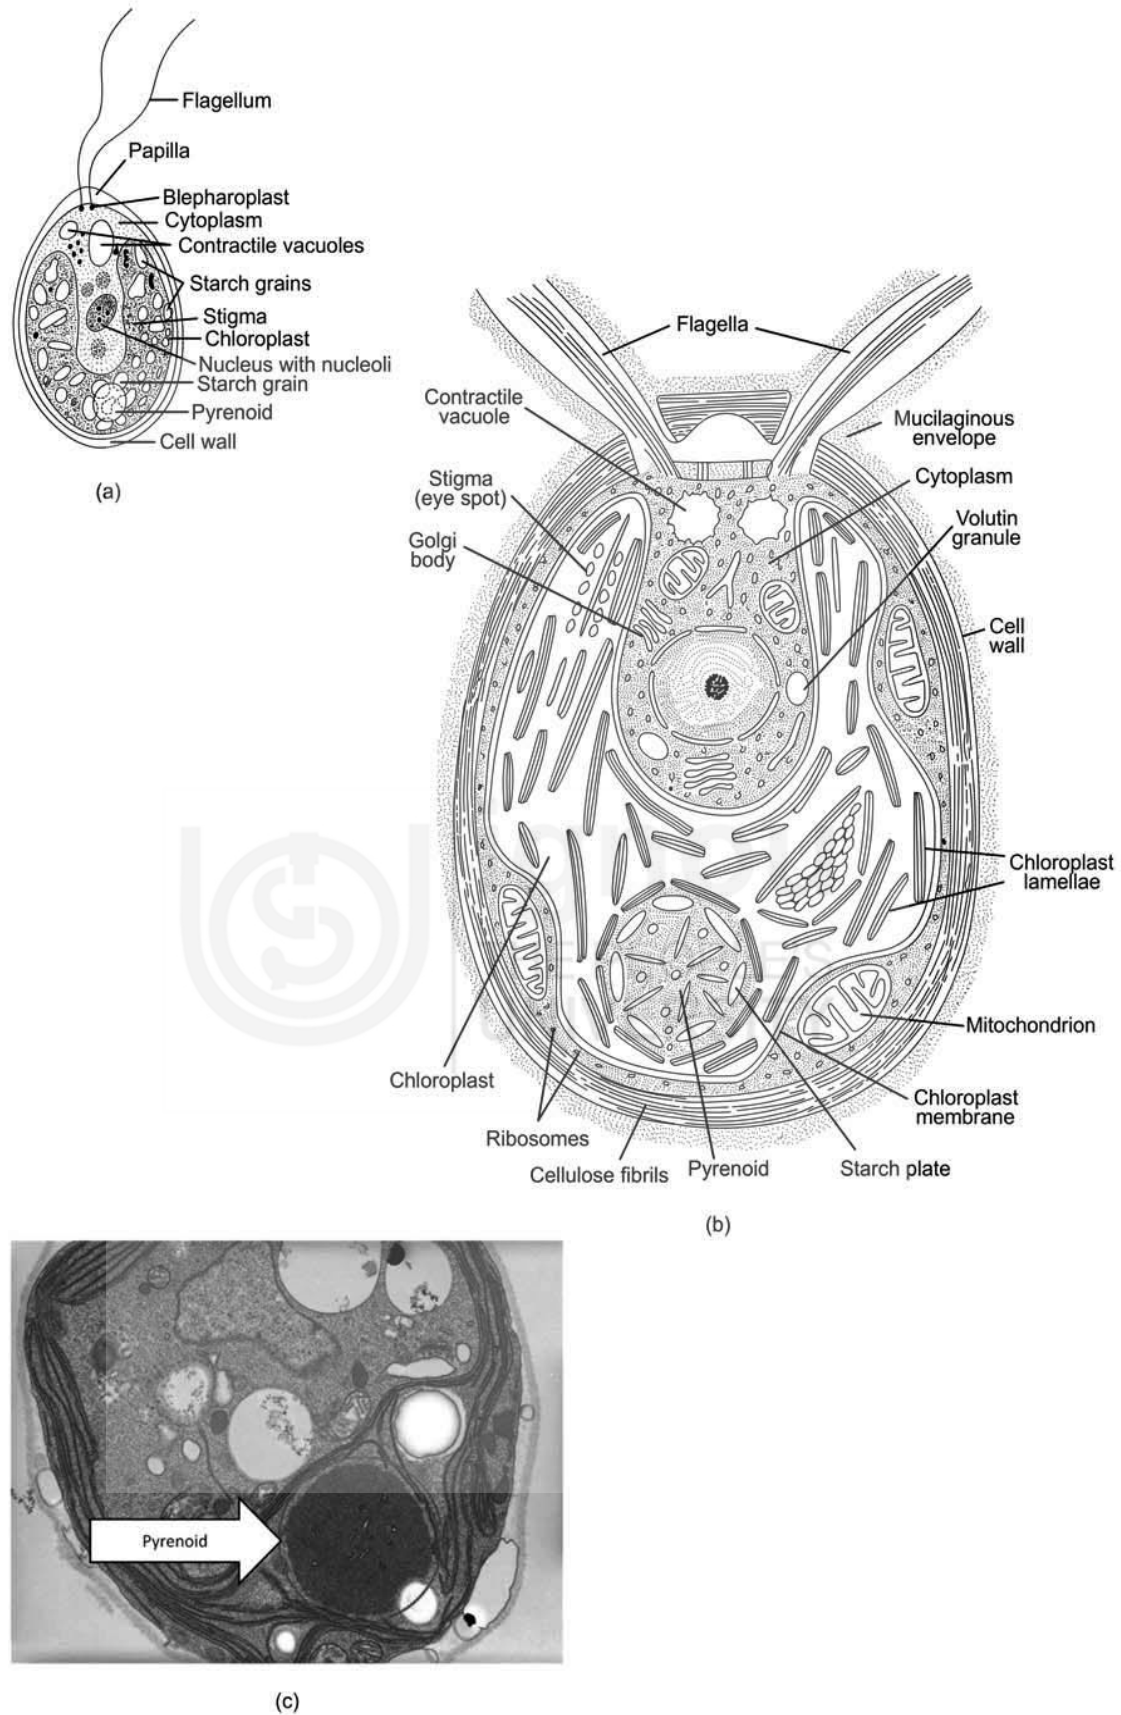 Flagellum
Papilla
Blepharoplast
Cytoplasm
Contractile vacuoles
Starch grains
Stigma
Chloroplast
Nucleus with nucleoli
Starch grain
Pyrenoid
Cell wall
(a)
Flagella
Contractile
vacuole
Mucilaginous
envelope
Stigma
(eye spot)
Cytoplasm
Golgi
body
Volutin
granule
Cell
wall
Chloroplast
lamellae
Mitochondrion
Chloroplast
Chloroplast
membrane
Ribosomes
Cellulose fibrils
Pyrenoid
Starch plate
(b)
Pyrenoid
(c)